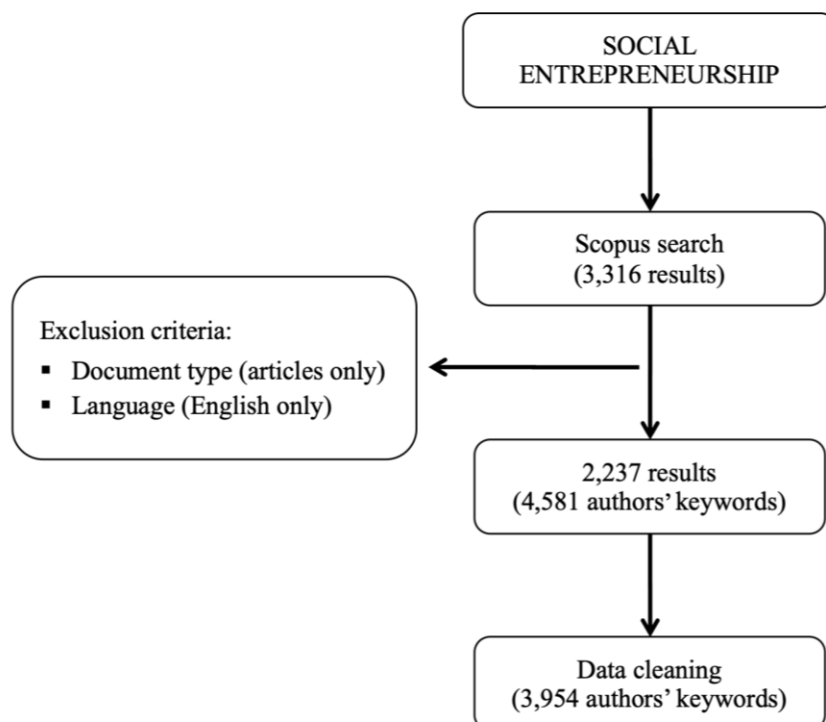 SOCIAL
ENTREPRENEURSHIP
Scopus search
(3,316 results)
Exclusion criteria:
▪ Document type (articles only)
▪ Language (English only)
2,237 results
(4,581 authors’ keywords)
Data cleaning
(3,954 authors’ keywords)